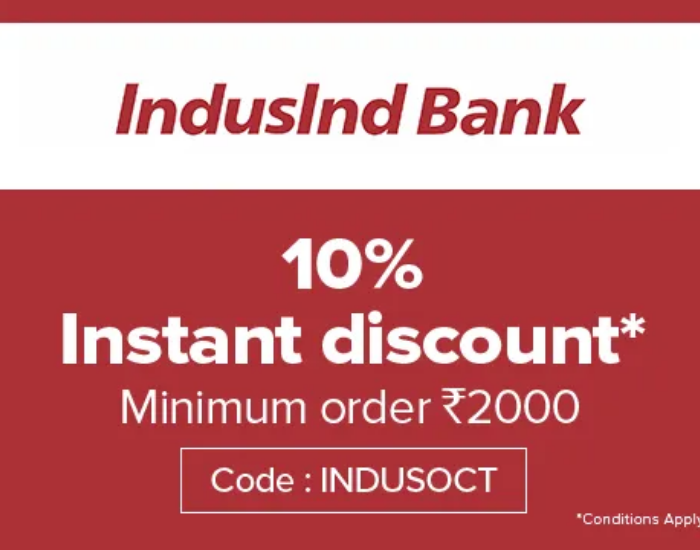 IndusInd Bank
10%
Instant discount*
Minimum order ₹2000
Code : INDUSOCT
*Conditions Apply